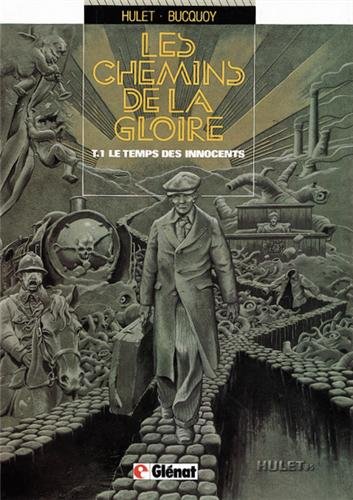 HULET · BUCQUOY
LES
CHEMINS
DE LA
GLOIRE
T.1 LE TEMPS DES INNOCENTS
HULET
Glénat